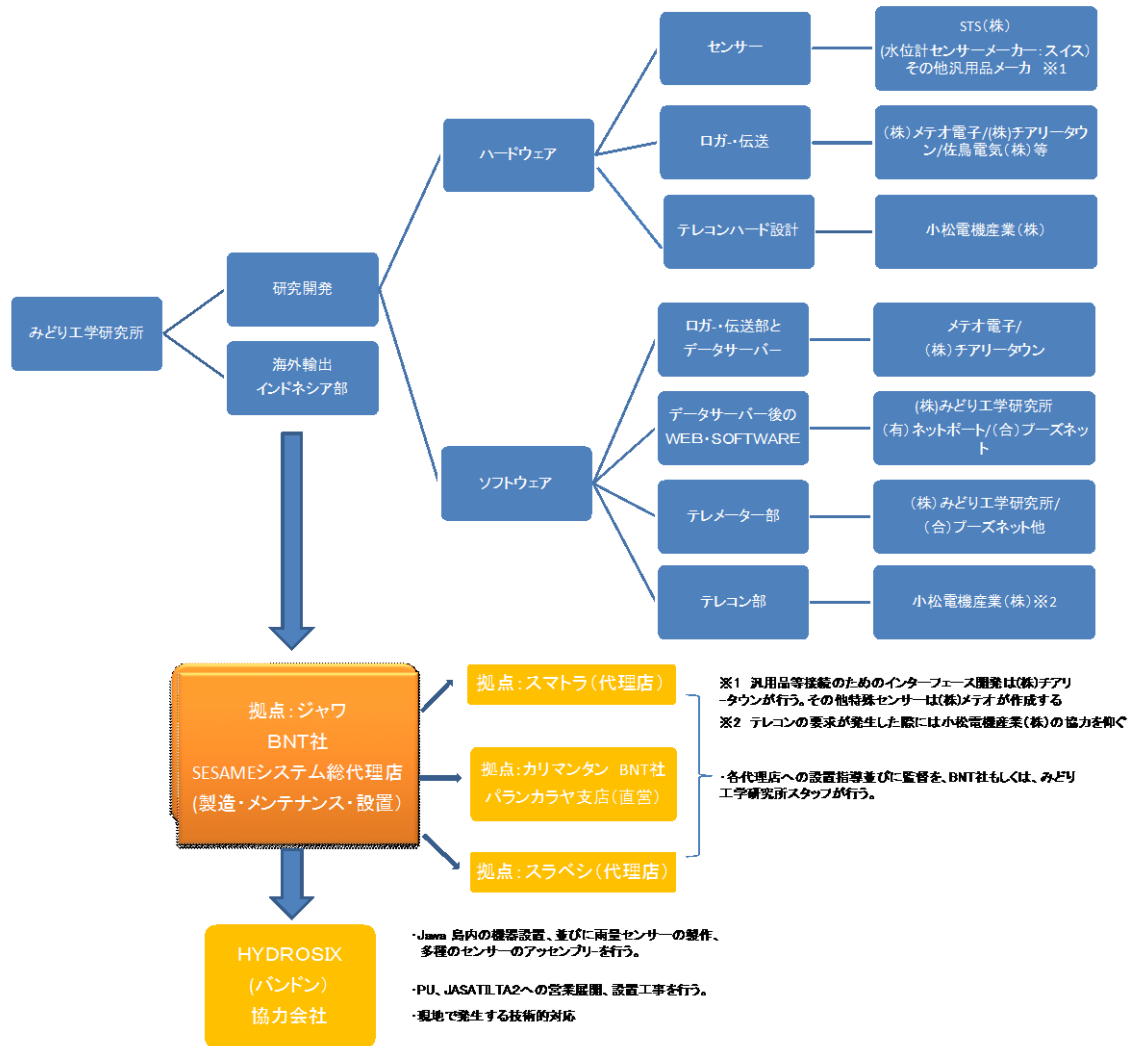 みどり工学研究所
研究開発
海外輸出
インドネシア部
ハードウェア
ソフトウェア
センサー
STS(株)
(水位計センサーメーカー:スイス)
その他汎用品メーカ ※1
ロガ-・伝送
(株)メテオ電子/(株)チアリータウ
ン/佐鳥電気(株)等
テレコンハード設計
小松電機産業(株)
ロガ-・伝送部と
データサーバー
メテオ電子/
(株)チアリータウン
データサーバー後の
WEB・SOFTWARE
(株)みどり工学研究所
(有)ネットポート/(合)ブーズネッ
ト
テレメーター部
(株)みどり工学研究所/
(合)ブーズネット他
テレコン部
小松電機産業(株)※2
拠点:ジャワ
BNT社
SESAMEシステム総代理店
(製造・メンテナンス・設置)
拠点:スマトラ(代理店)
拠点:カリマンタン BNT社
パランカラヤ支店(直営)
拠点:スラベシ(代理店)
※1 汎用品等接続のためのインターフェース開発は(株)チアリ
-タウンが行う。その他特殊センサーは(株)メテオが作成する
※2 テレコンの要求が発生した際には小松電機産業(株)の協力を仰ぐ
・各代理店への設置指導並びに監督を、BNT社もしくは、みどり
工学研究所スタッフが行う。
HYDROSIX
(バンドン)
協力会社
・Jawa 島内の機器設置、並びに雨量センサーの製作、
多種のセンサーのアッセンブリーを行う。
・PU、JASATILTA2への営業展開、設置工事を行う。
・現地で発生する技術的対応